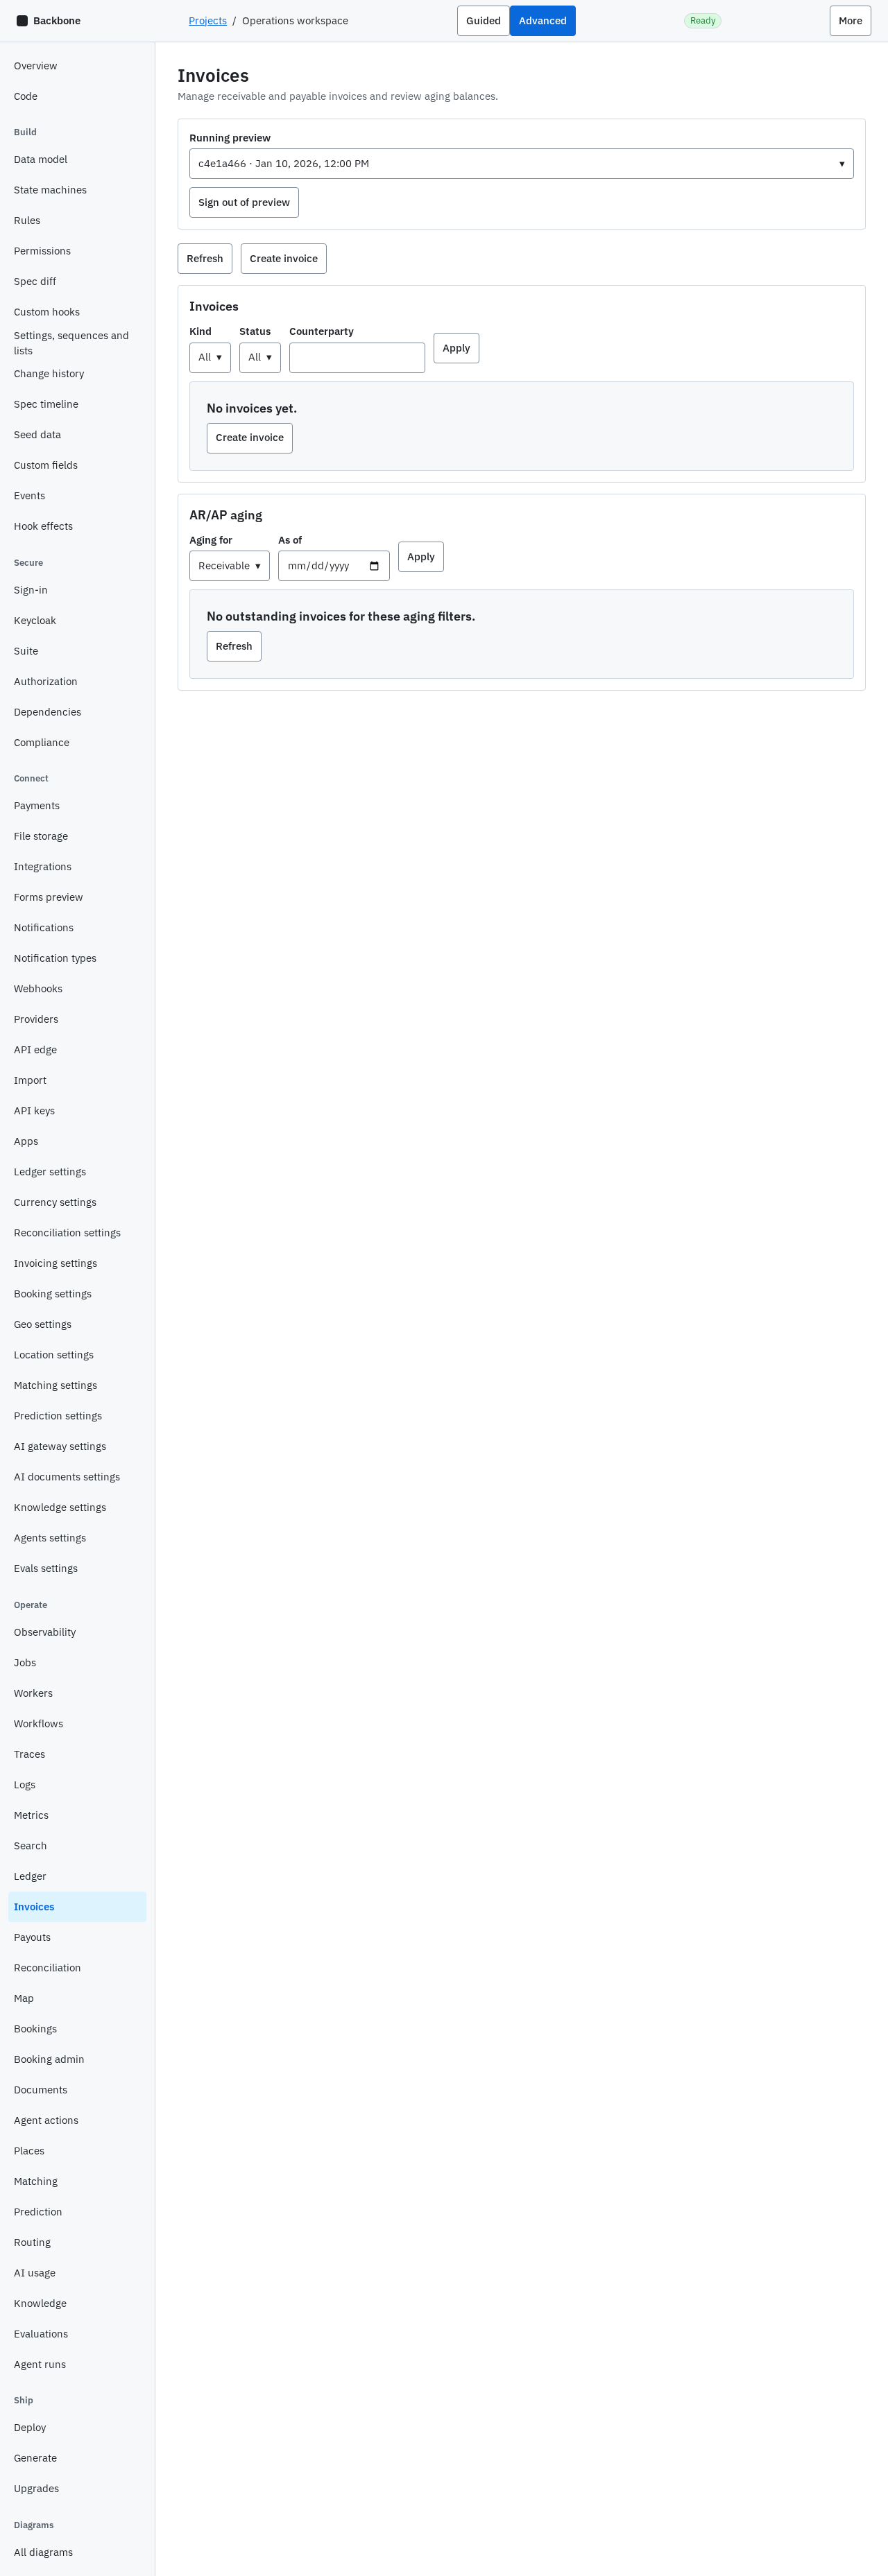 Backbone
Projects / Operations workspace
Guided
Advanced
Ready
More
Overview
Code
Build
Data model
State machines
Rules
Permissions
Spec diff
Custom hooks
Settings, sequences and
lists
Change history
Spec timeline
Seed data
Custom fields
Events
Hook effects
Secure
Sign-in
Keycloak
Suite
Authorization
Dependencies
Compliance
Connect
Payments
File storage
Integrations
Forms preview
Notifications
Notification types
Webhooks
Providers
API edge
Import
API keys
Apps
Ledger settings
Currency settings
Reconciliation settings
Invoicing settings
Booking settings
Geo settings
Location settings
Matching settings
Prediction settings
AI gateway settings
AI documents settings
Knowledge settings
Agents settings
Evals settings
Operate
Observability
Jobs
Workers
Workflows
Traces
Logs
Metrics
Search
Ledger
Invoices
Payouts
Reconciliation
Map
Bookings
Booking admin
Documents
Agent actions
Places
Matching
Prediction
Routing
AI usage
Knowledge
Evaluations
Agent runs
Ship
Deploy
Generate
Upgrades
Diagrams
All diagrams
Invoices
Manage receivable and payable invoices and review aging balances.
Running preview
c4e1a466 · Jan 10, 2026, 12:00 PM
Sign out of preview
Refresh
Create invoice
Invoices
Kind
Status
Counterparty
All
All
Apply
No invoices yet.
Create invoice
AR/AP aging
Aging for
As of
Receivable
mm/dd/yyyy
Apply
No outstanding invoices for these aging filters.
Refresh